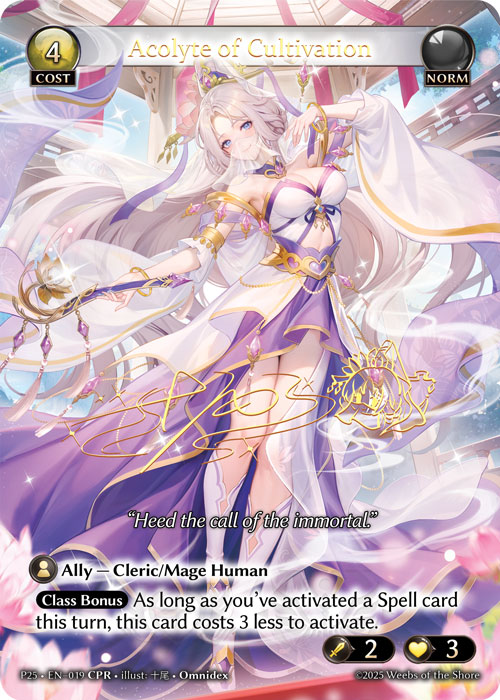 4
COST
Acolyte of Cultivation
NORM
“Heed the call of the immortal.”
Ally — Cleric/Mage Human
Class Bonus As long as you’ve activated a Spell card
this turn, this card costs 3 less to activate.
2
3
P25 • EN-019 CPR • illust: 十尾 • Omnidex
©2025 Weebs of the Shore